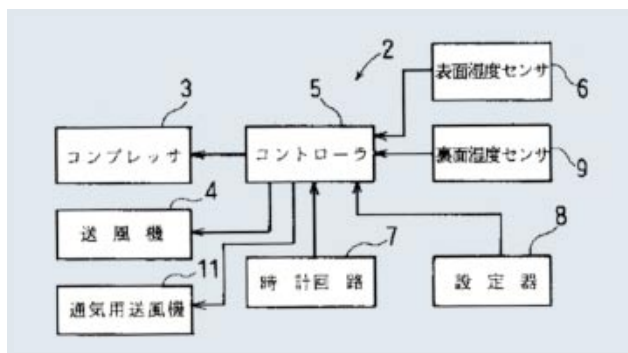 2
表面湿度センサ
6
3
5
コンプレッサ
コントローラ
裏面湿度センサ
9
4
送風機
7
8
11
時計回路
設定器
通気用送風機